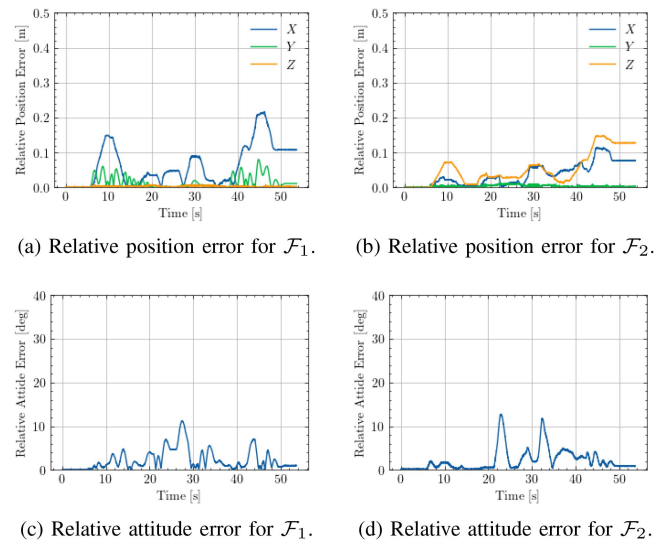 0.5
0.4
0.3
0.2
0.1
0.0
Relative Position Error [m]
X
Y
Z
0 10 20 30 40 50
Time [s]
(a) Relative position error for F1.
0.5
0.4
0.3
0.2
0.1
0.0
Relative Position Error [m]
X
Y
Z
0 10 20 30 40 50
Time [s]
(b) Relative position error for F2.
40
30
20
10
0
Relative Attide Error [deg]
0 10 20 30 40 50
Time [s]
(c) Relative attitude error for F1.
40
30
20
10
0
Relative Attide Error [deg]
0 10 20 30 40 50
Time [s]
(d) Relative attitude error for F2.